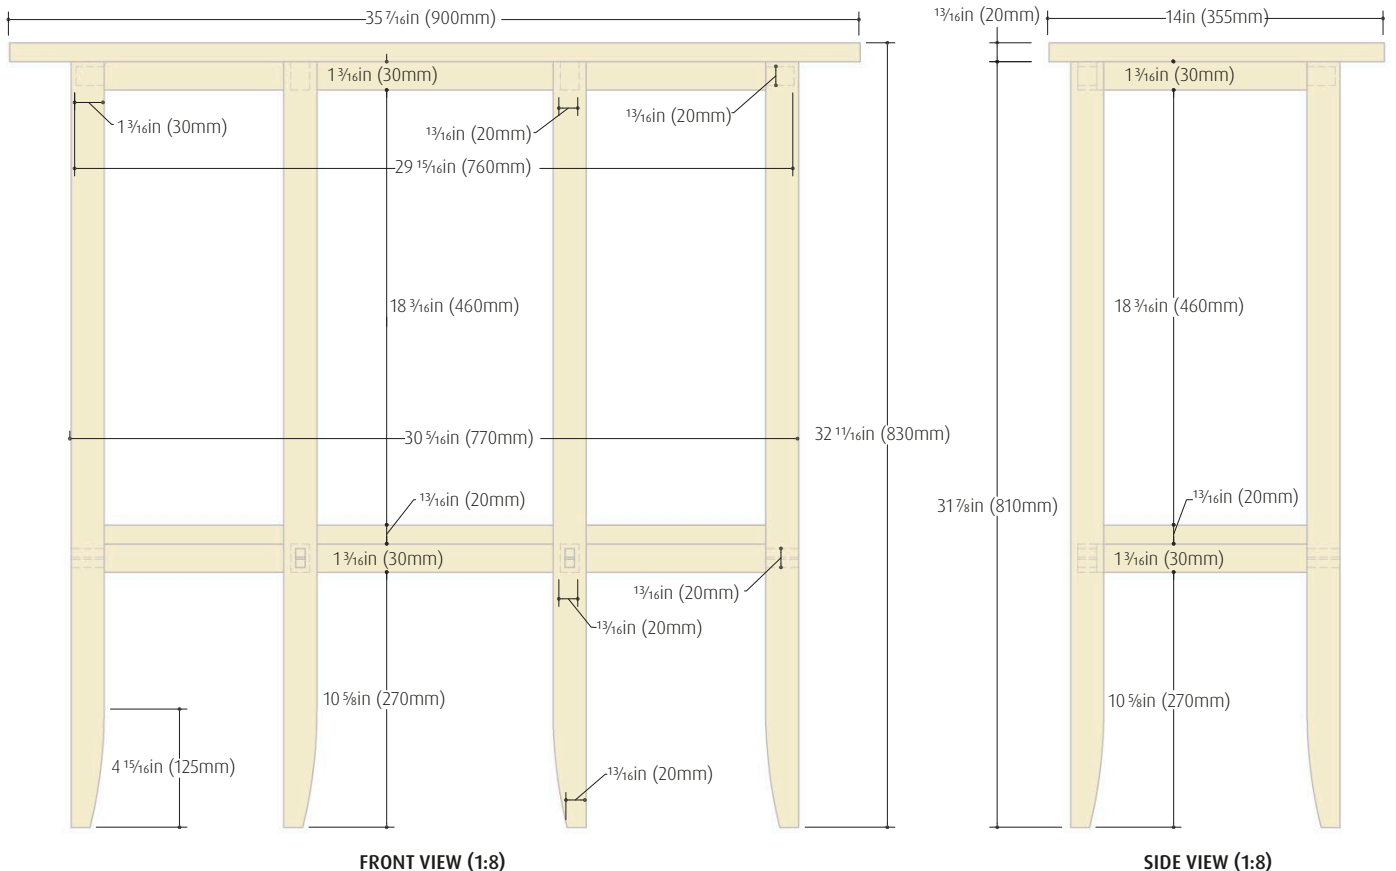 35 7/16in (900mm)
13/16in (20mm)
14in (355mm)
1 3/16in (30mm)
1 3/16in (30mm)
13/16in (20mm)
1 3/16in (30mm)
13/16in (20mm)
29 15/16in (760mm)
18 3/16in (460mm)
18 3/16in (460mm)
30 5/16in (770mm)
32 11/16in (830mm)
13/16in (20mm)
13/16in (20mm)
31 7/8in (810mm)
1 3/16in (30mm)
1 3/16in (30mm)
13/16in (20mm)
13/16in (20mm)
10 5/8in (270mm)
10 5/8in (270mm)
4 15/16in (125mm)
13/16in (20mm)
FRONT VIEW (1:8)
SIDE VIEW (1:8)